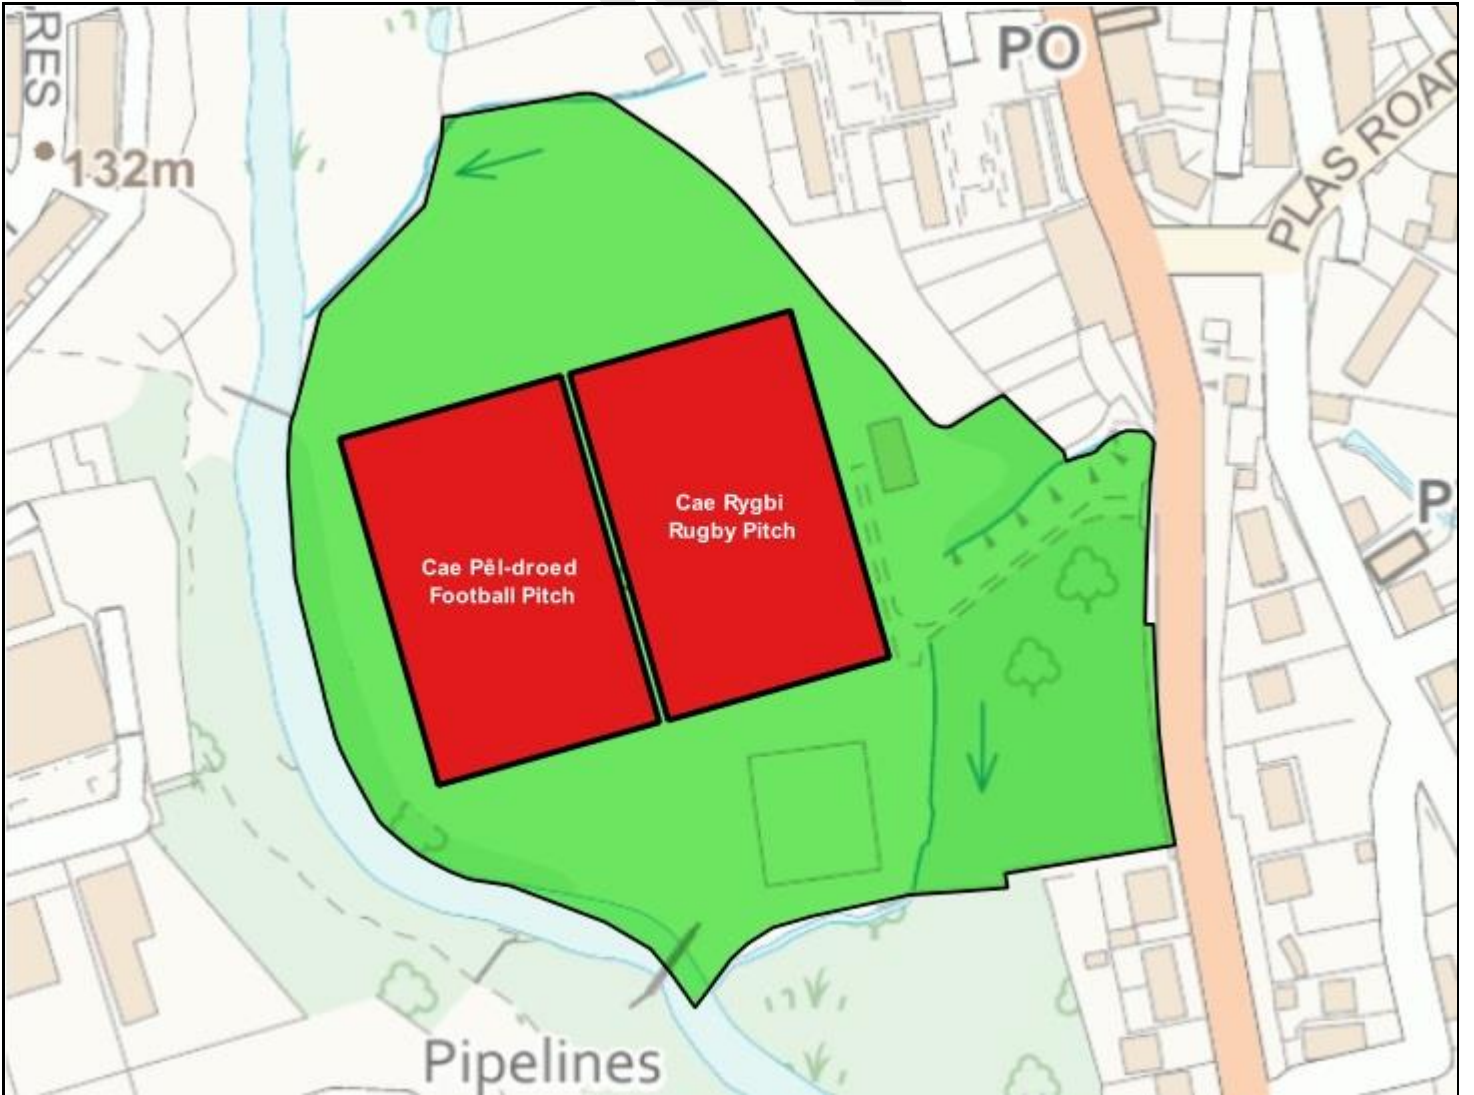 RES
132m
PO
PLAS ROAD
P
Cae Rygbi
Rugby Pitch
Cae Pêl-droed
Football Pitch
Pipelines